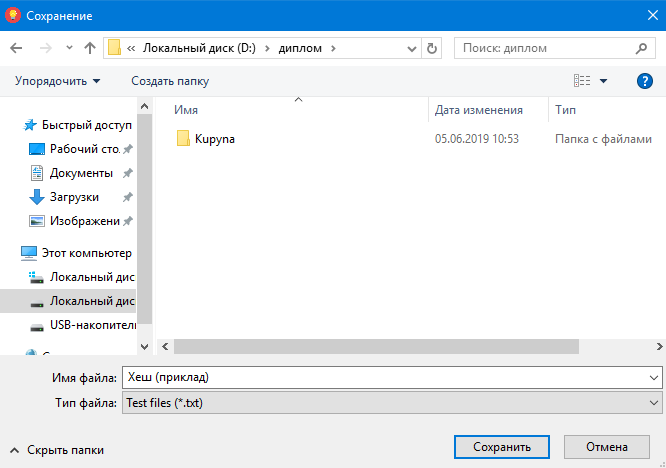 Сохранение
« Локальный диск (D:) › диплом ›
Поиск: диплом
Упорядочить
Создать папку
Имя
Дата изменения
Тип
Быстрый доступ
Рабочий сто.
Документы
Загрузки
Изображени
Этот компьютер
Локальный дис
Локальный дис
USB-накопител
Kupyna
05.06.2019 10:53
Папка с файлами
Имя файла:
Хеш (приклад)
Тип файла:
Test files (*.txt)
Скрыть папки
Сохранить
Отмена